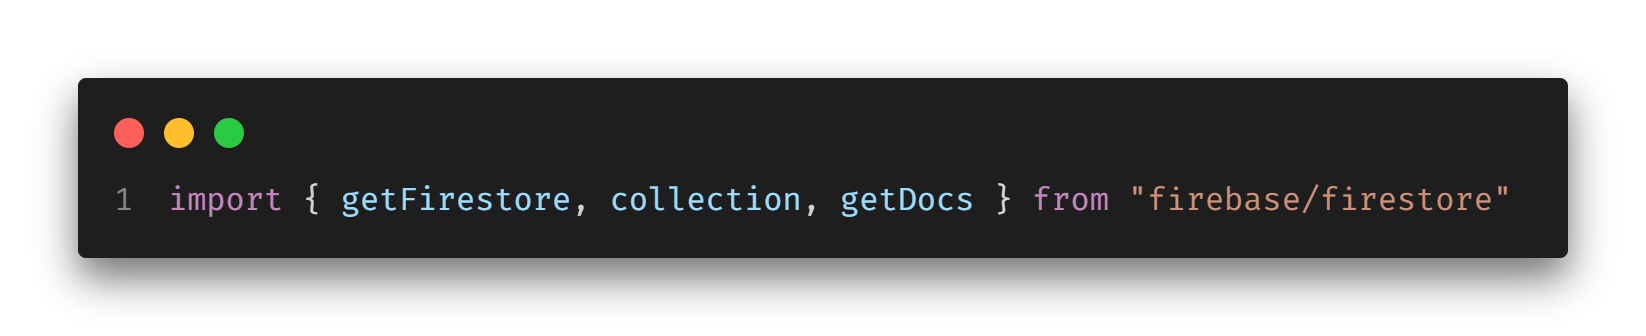 1 import { getFirestore, collection, getDocs } from "firebase/firestore"